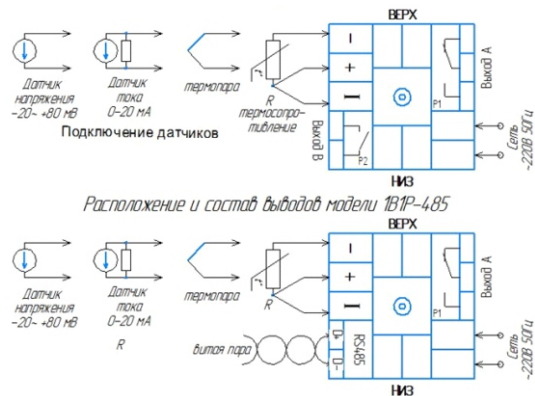 ВЕРХ
Датчик
напряжения
-20~ +80 мВ
Датчик
тока
0-20 мА
термопара
R
термосопро-
тивление
Подключение датчиков
Выход А
P1
Выход В
P2
Сеть
~220В 50Гц
НИЗ
Расположение и состав выводов модели 1В1Р-485
ВЕРХ
Датчик
напряжения
-20~ +80 мВ
Датчик
тока
0-20 мА
R
термопара
R
Выход А
P1
витая пара
RS485
Сеть
~220В 50Гц
НИЗ